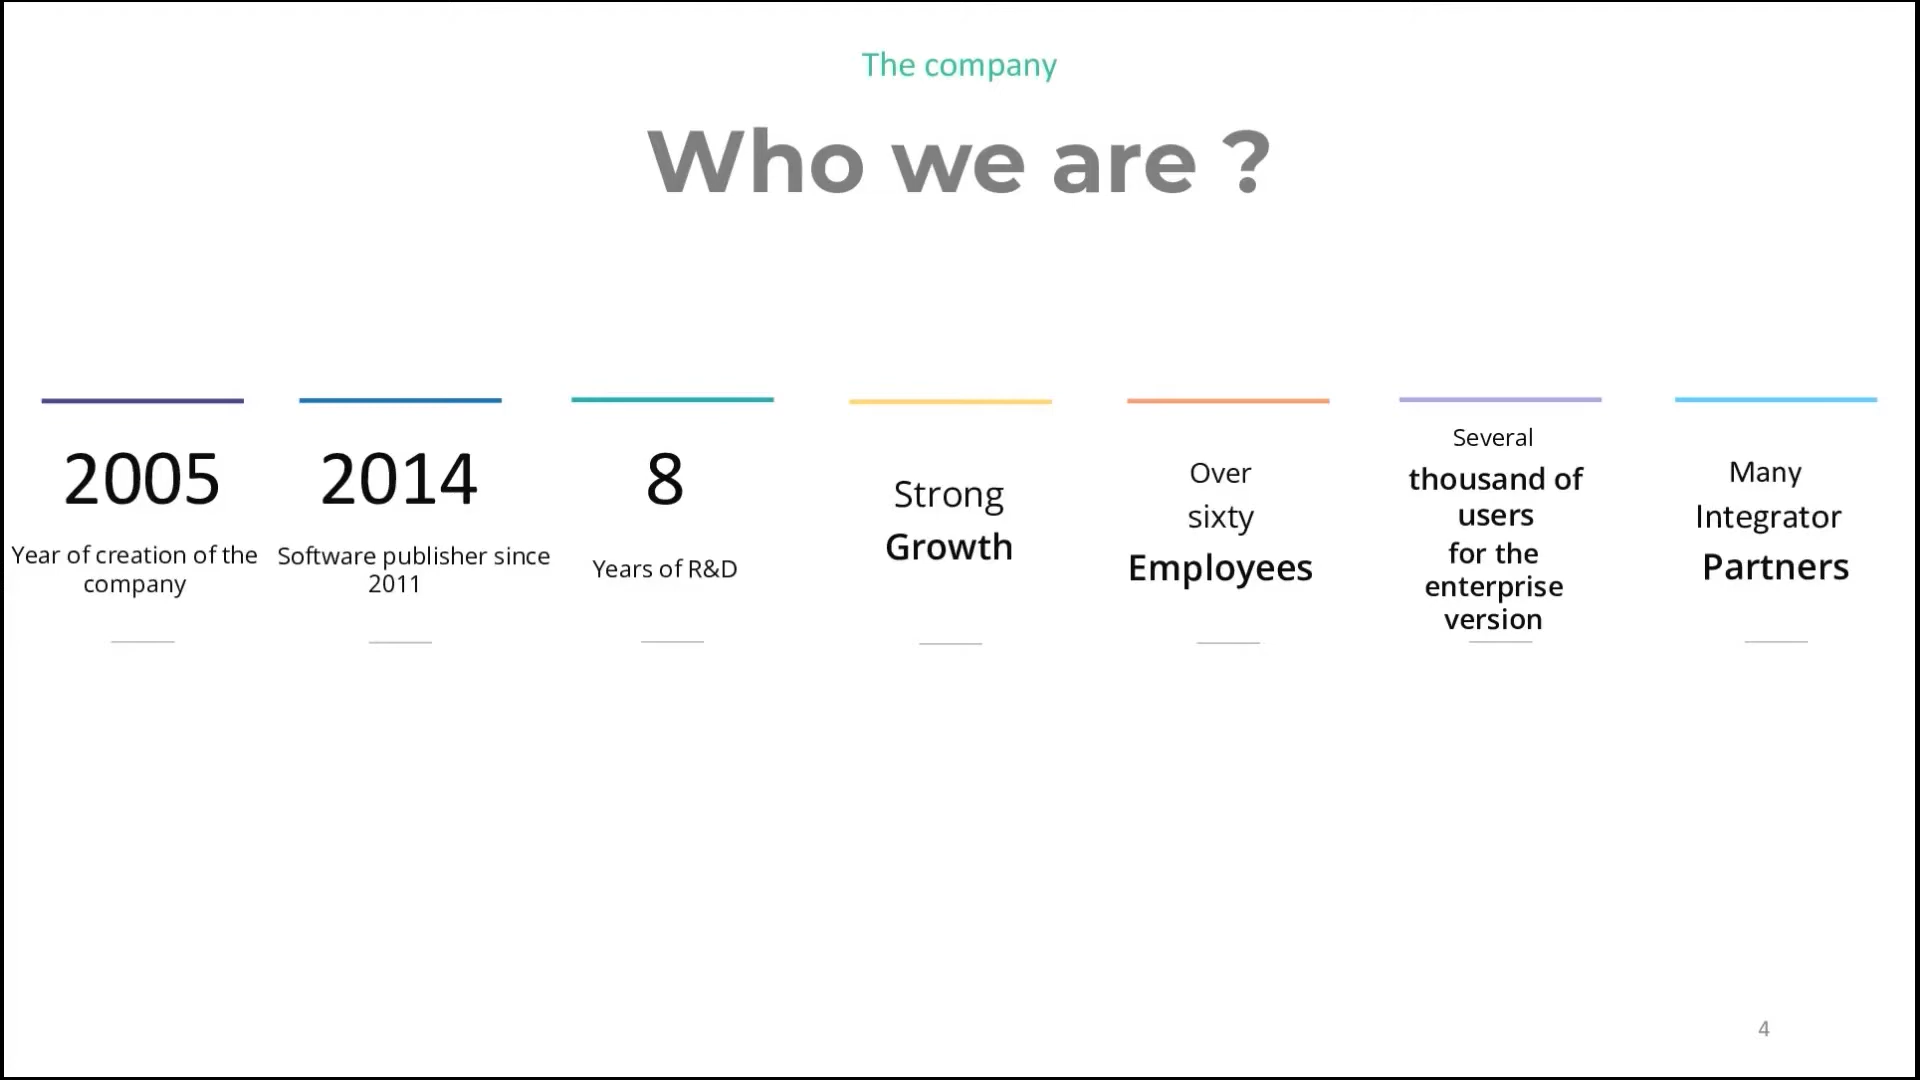 The company
Who we are ?
2005
Year of creation of the
company
2014
Software publisher since
2011
8
Years of R&D
Strong
Growth
Over
sixty
Employees
Several
thousand of
users
for the
enterprise
version
Many
Integrator
Partners
4